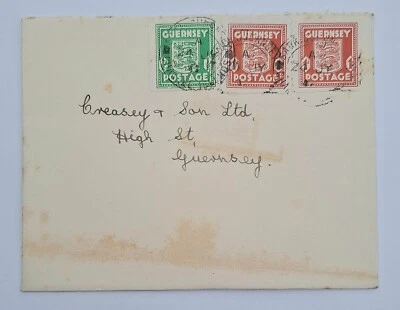 GUERNSEY GUERNSEY GUERNSEY
POSTAGE POSTAGE POSTAGE
Creasey & Son Ltd,
High St,
Guernsey.